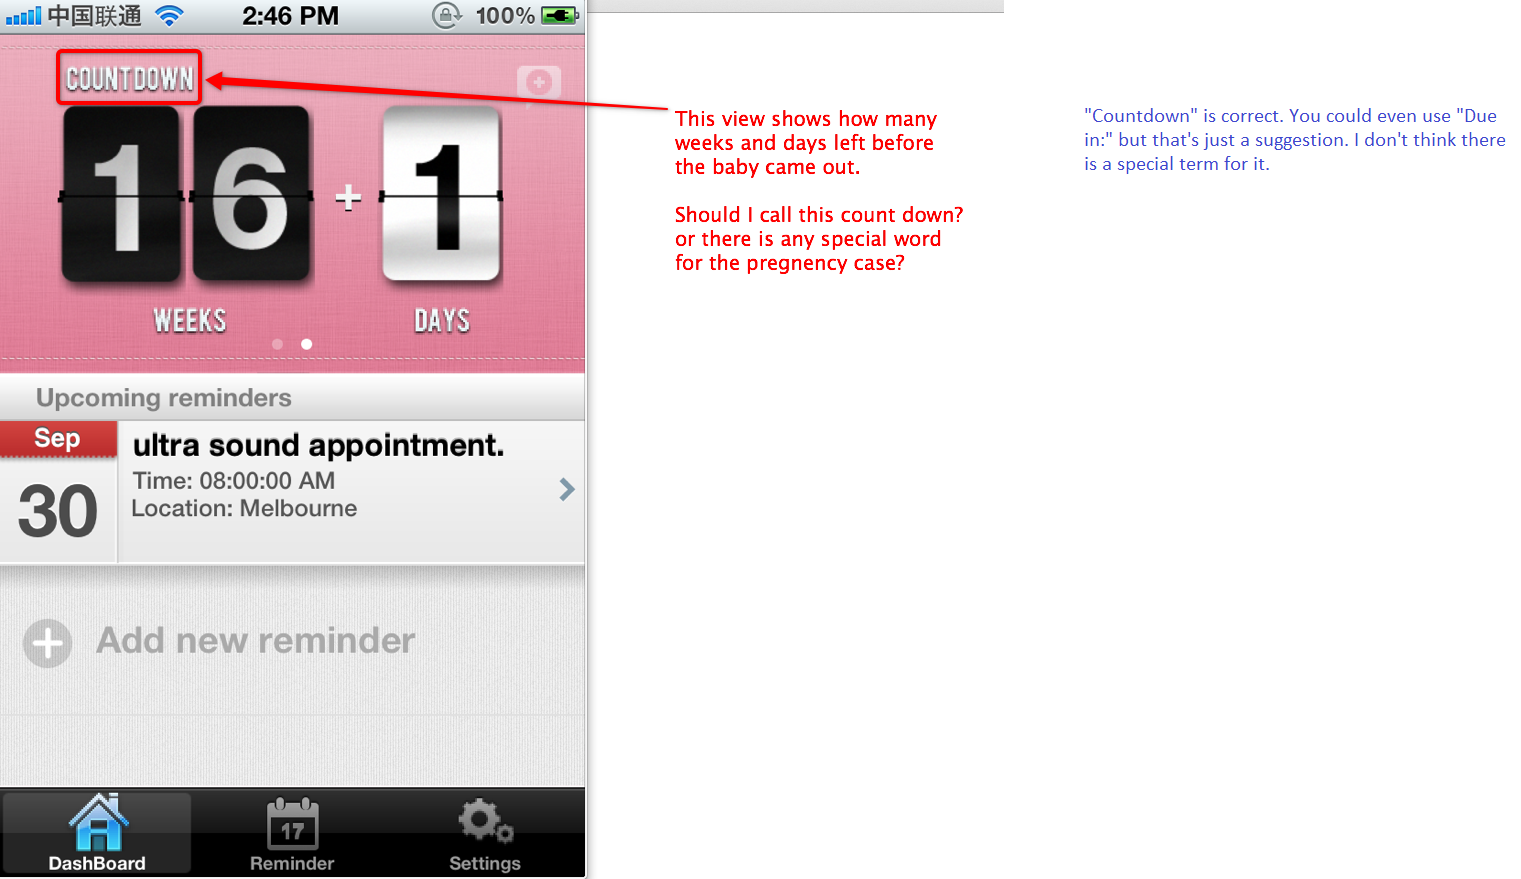 中国联通 2:46 PM 100%
COUNTDOWN
16 + 1
WEEKS DAYS
Upcoming reminders
Sep
30
ultra sound appointment.
Time: 08:00:00 AM
Location: Melbourne
Add new reminder
17
DashBoard Reminder Settings
This view shows how many
weeks and days left before
the baby came out.
Should I call this count down?
or there is any special word
for the pregnency case?
"Countdown" is correct. You could even use "Due
in:" but that's just a suggestion. I don't think there
is a special term for it.